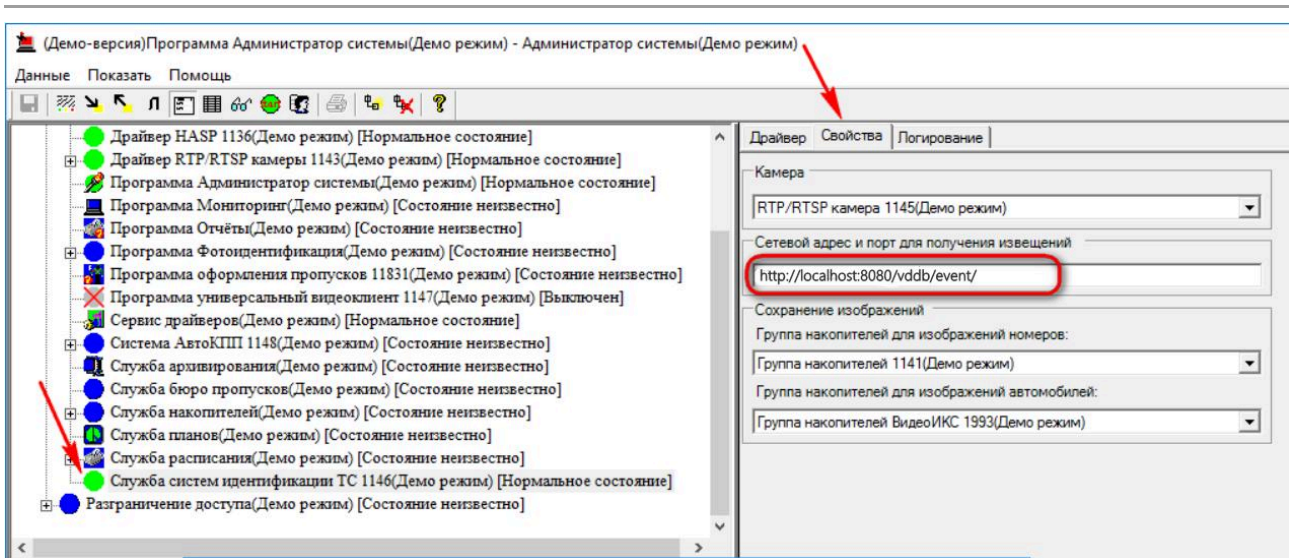 (Демо-версия)Программа Администратор системы(Демо режим) - Администратор системы(Демо режим)
Данные Показать Помощь
Драйвер HASP 1136(Демо режим) [Нормальное состояние]
Драйвер RTP/RTSP камеры 1143(Демо режим) [Нормальное состояние]
Программа Администратор системы(Демо режим) [Нормальное состояние]
Программа Мониторинг(Демо режим) [Состояние неизвестно]
Программа Отчёты(Демо режим) [Состояние неизвестно]
Программа Фотоидентификация(Демо режим) [Состояние неизвестно]
Программа оформления пропусков 11831(Демо режим) [Состояние неизвестно]
Программа универсальный видеоклиент 1147(Демо режим) [Выключен]
Сервис драйверов(Демо режим) [Нормальное состояние]
Система АвтоКПП 1148(Демо режим) [Состояние неизвестно]
Служба архивирования(Демо режим) [Состояние неизвестно]
Служба бюро пропусков(Демо режим) [Состояние неизвестно]
Служба накопителей(Демо режим) [Состояние неизвестно]
Служба планов(Демо режим) [Состояние неизвестно]
Служба расписания(Демо режим) [Состояние неизвестно]
Служба систем идентификации ТС 1146(Демо режим) [Нормальное состояние]
Разграничение доступа(Демо режим) [Состояние неизвестно]
Драйвер Свойства Логирование
Камера
RTP/RTSP камера 1145(Демо режим)
Сетевой адрес и порт для получения извещений
http://localhost:8080/vddb/event/
Сохранение изображений
Группа накопителей для изображений номеров:
Группа накопителей 1141(Демо режим)
Группа накопителей для изображений автомобилей:
Группа накопителей ВидеоИКС 1993(Демо режим)